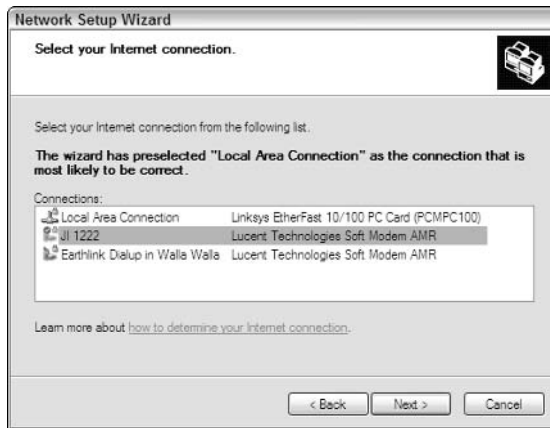 Network Setup Wizard
Select your Internet connection.
Select your Internet connection from the following list.
The wizard has preselected "Local Area Connection" as the connection that is
most likely to be correct.
Connections:
Local Area Connection Linksys EtherFast 10/100 PC Card (PCMPC100)
JI 1222 Lucent Technologies Soft Modem AMR
Earthlink Dialup in Walla Walla Lucent Technologies Soft Modem AMR
Learn more about how to determine your Internet connection.
< Back Next > Cancel